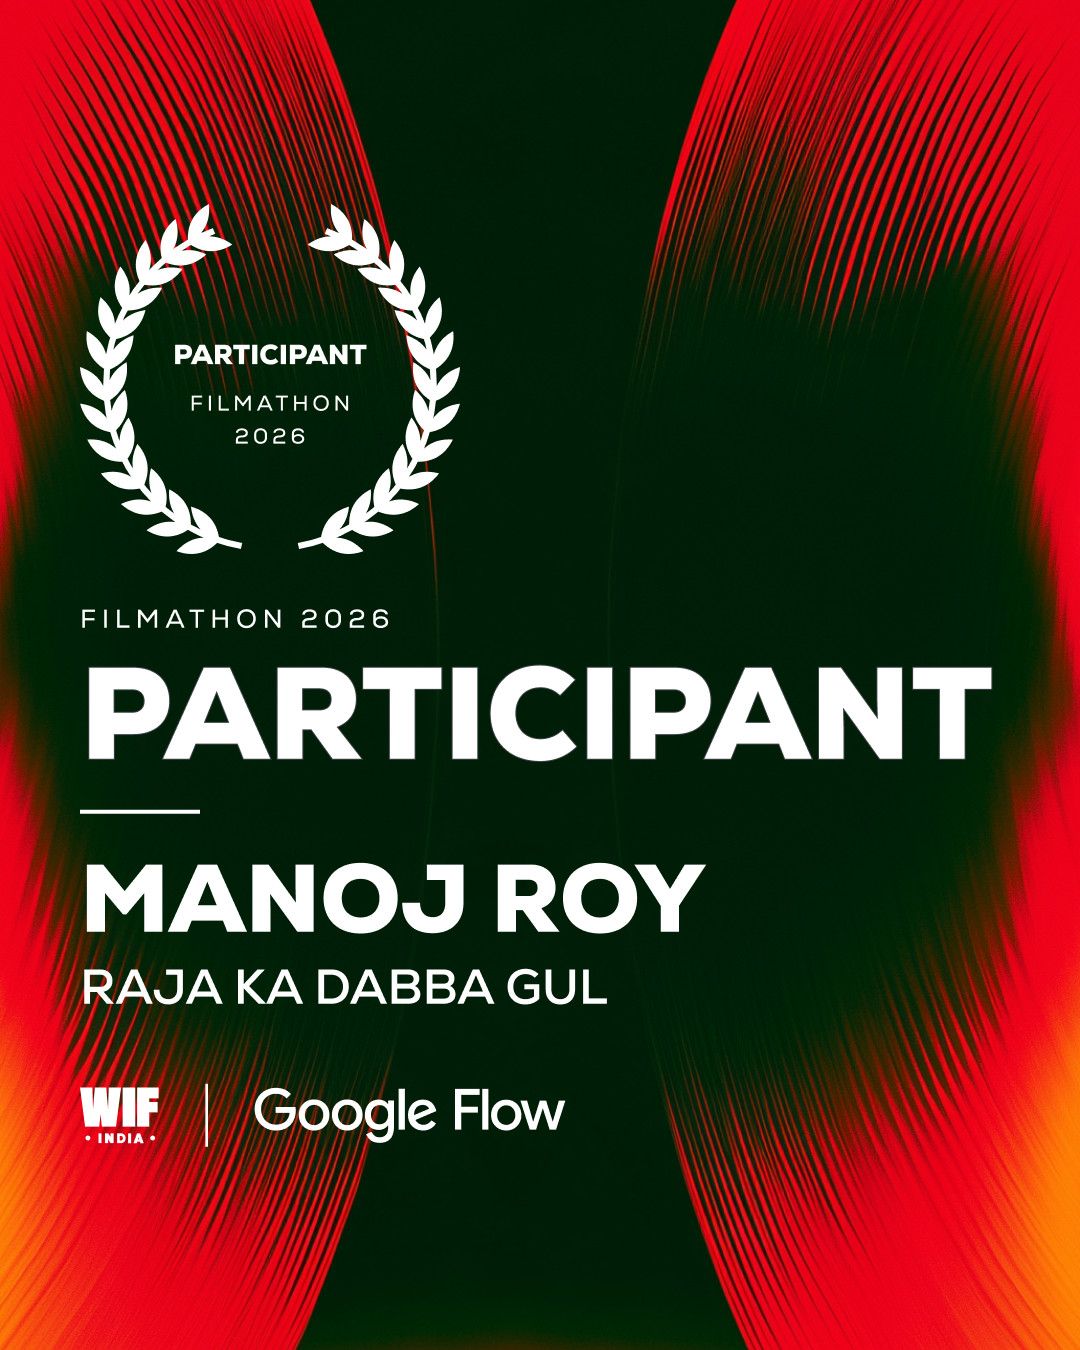 PARTICIPANT
FILMATHON
2026
FILMATHON 2026
PARTICIPANT
MANOJ ROY
RAJA KA DABBA GUL
WIF
• INDIA •
Google Flow